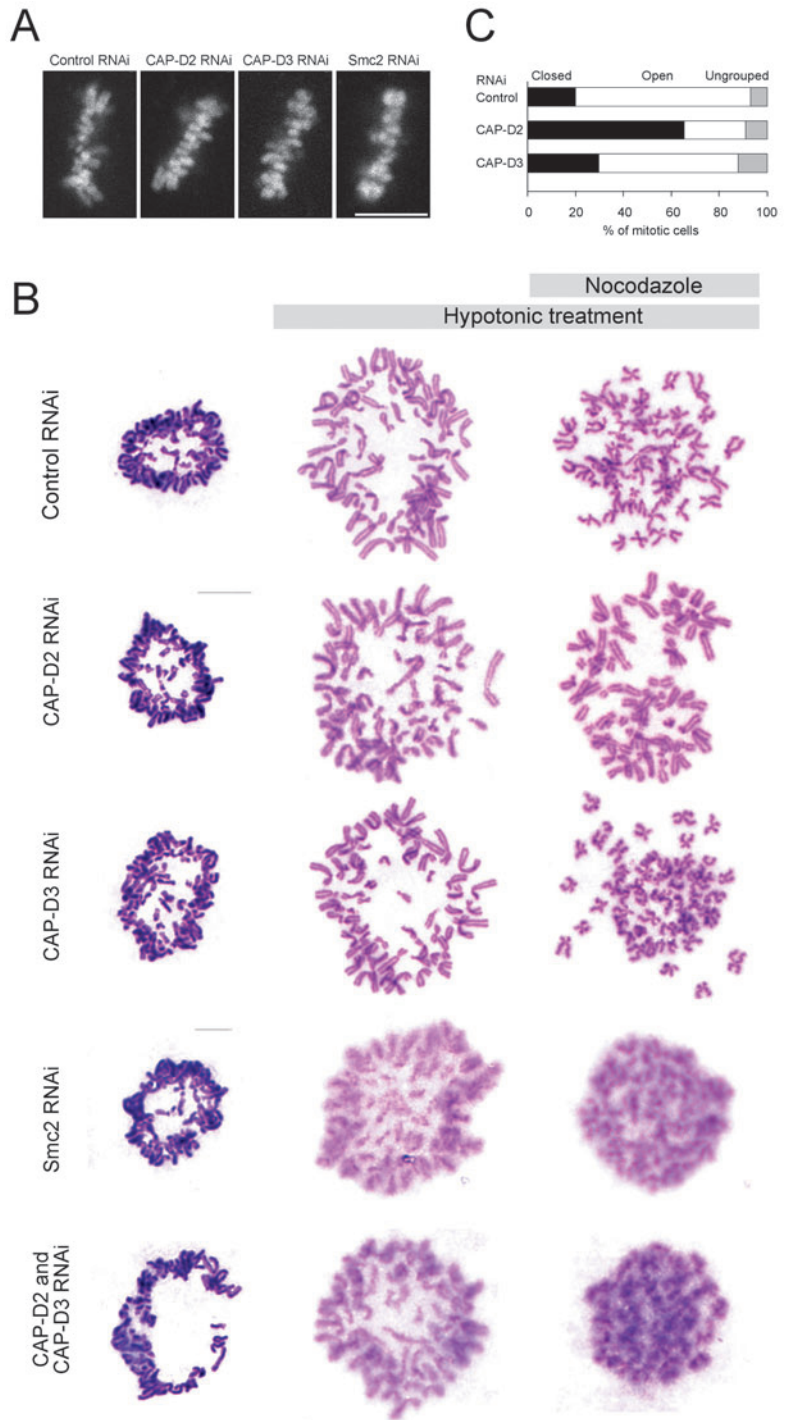 A
Control RNAi CAP-D2 RNAi CAP-D3 RNAi Smc2 RNAi
C
RNAi
Closed Open Ungrouped
Control
CAP-D2
CAP-D3
0 20 40 60 80 100
% of mitotic cells
B
Nocodazole
Hypotonic treatment
Control RNAi
CAP-D2 RNAi
CAP-D3 RNAi
Smc2 RNAi
CAP-D2 and
CAP-D3 RNAi